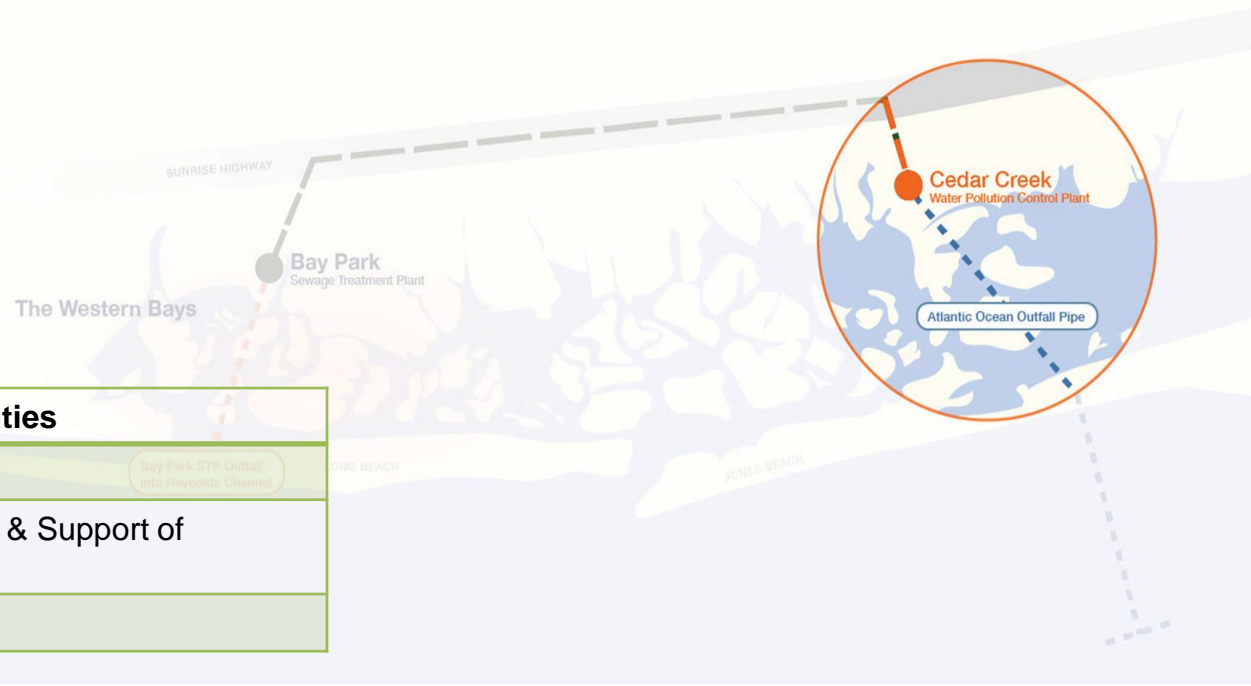 SUNRISE HIGHWAY
Cedar Creek
Water Pollution Control Plant
Bay Park
Sewage Treatment Plant
The Western Bays
Atlantic Ocean Outfall Pipe
ties
Bay Park STP Outfall
into Reynolds Channel
LONG BEACH
JONES BEACH
& Support of